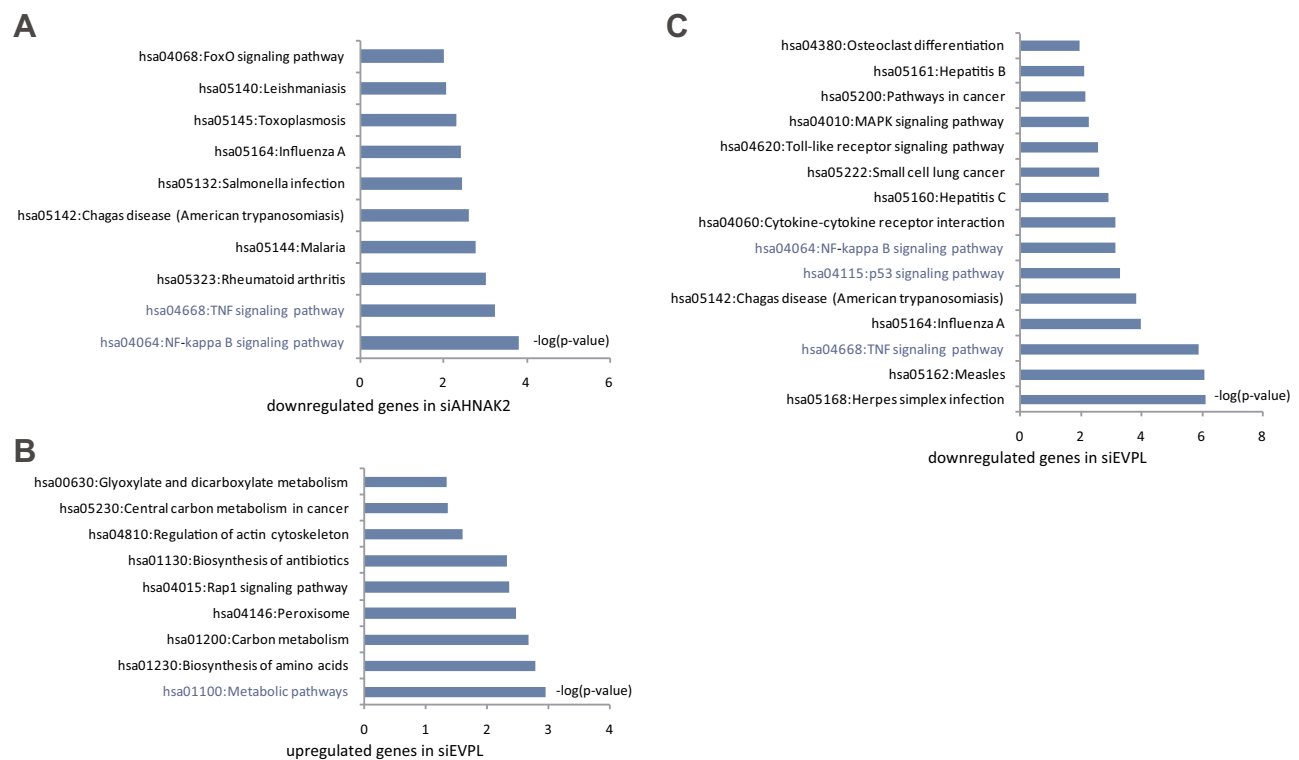 A
hsa04068:FoxO signaling pathway
hsa05140:Leishmaniasis
hsa05145:Toxoplasmosis
hsa05164:Influenza A
hsa05132:Salmonella infection
hsa05142:Chagas disease (American trypanosomiasis)
hsa05144:Malaria
hsa05323:Rheumatoid arthritis
hsa04668:TNF signaling pathway
hsa04064:NF-kappa B signaling pathway
-log(p-value)
0 2 4 6
downregulated genes in siAHNAK2
B
hsa00630:Glyoxylate and dicarboxylate metabolism
hsa05230:Central carbon metabolism in cancer
hsa04810:Regulation of actin cytoskeleton
hsa01130:Biosynthesis of antibiotics
hsa04015:Rap1 signaling pathway
hsa04146:Peroxisome
hsa01200:Carbon metabolism
hsa01230:Biosynthesis of amino acids
hsa01100:Metabolic pathways
-log(p-value)
0 1 2 3 4
upregulated genes in siEVPL
C
hsa04380:Osteoclast differentiation
hsa05161:Hepatitis B
hsa05200:Pathways in cancer
hsa04010:MAPK signaling pathway
hsa04620:Toll-like receptor signaling pathway
hsa05222:Small cell lung cancer
hsa05160:Hepatitis C
hsa04060:Cytokine-cytokine receptor interaction
hsa04064:NF-kappa B signaling pathway
hsa04115:p53 signaling pathway
hsa05142:Chagas disease (American trypanosomiasis)
hsa05164:Influenza A
hsa04668:TNF signaling pathway
hsa05162:Measles
hsa05168:Herpes simplex infection
-log(p-value)
0 2 4 6 8
downregulated genes in siEVPL